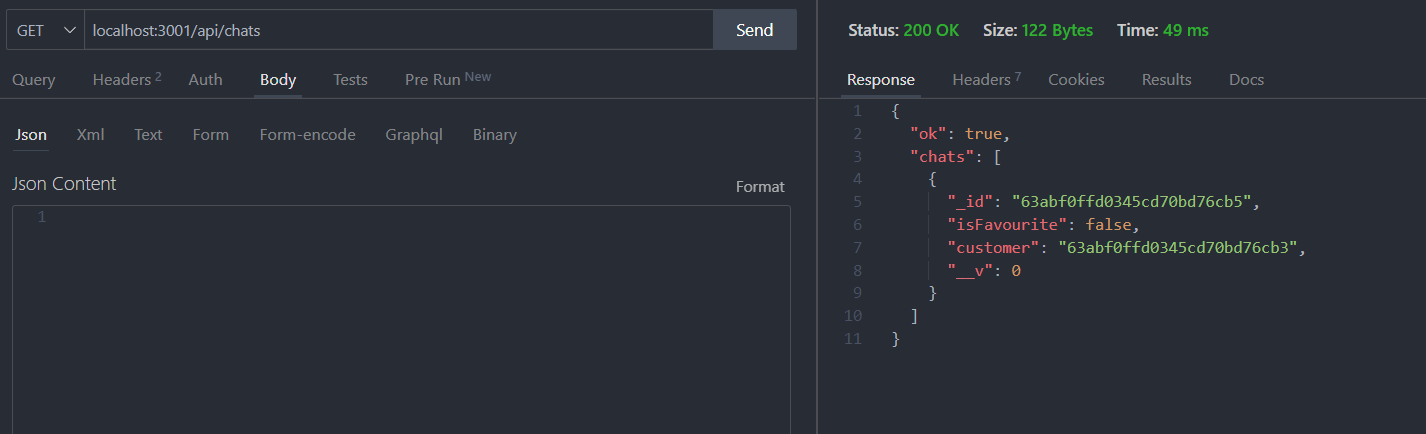 GET localhost:3001/api/chats Send
Query Headers 2 Auth Body Tests Pre Run New
Json Xml Text Form Form-encode Graphql Binary
Json Content Format
1
Status: 200 OK Size: 122 Bytes Time: 49 ms
Response Headers 7 Cookies Results Docs
1 {
2 "ok": true,
3 "chats": [
4 {
5 "_id": "63abf0ffd0345cd70bd76cb5",
6 "isFavourite": false,
7 "customer": "63abf0ffd0345cd70bd76cb3",
8 "__v": 0
9 }
10 ]
11 }